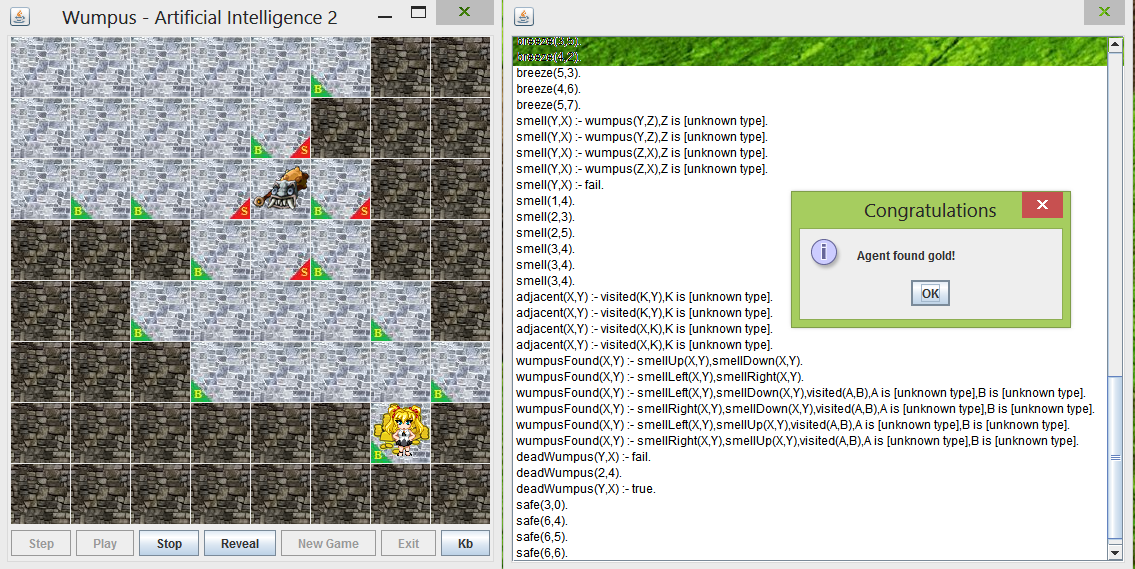 Wumpus - Artificial Intelligence 2
B
B S
B B S B S
B S B
B B
B B
B
Step Play Stop Reveal New Game Exit Kb
breeze(4,2).
breeze(5,3).
breeze(4,6).
breeze(5,7).
smell(Y,X) :- wumpus(Y,Z),Z is [unknown type].
smell(Y,X) :- wumpus(Y,Z),Z is [unknown type].
smell(Y,X) :- wumpus(Z,X),Z is [unknown type].
smell(Y,X) :- wumpus(Z,X),Z is [unknown type].
smell(Y,X) :- fail.
smell(1,4).
smell(2,3).
smell(2,5).
smell(3,4).
smell(3,4).
smell(3,4).
adjacent(X,Y) :- visited(K,Y),K is [unknown type].
adjacent(X,Y) :- visited(K,Y),K is [unknown type].
adjacent(X,Y) :- visited(X,K),K is [unknown type].
adjacent(X,Y) :- visited(X,K),K is [unknown type].
wumpusFound(X,Y) :- smellUp(X,Y),smellDown(X,Y).
wumpusFound(X,Y) :- smellLeft(X,Y),smellRight(X,Y).
wumpusFound(X,Y) :- smellLeft(X,Y),smellDown(X,Y),visited(A,B),A is [unknown type],B is [unknown type].
wumpusFound(X,Y) :- smellRight(X,Y),smellDown(X,Y),visited(A,B),A is [unknown type],B is [unknown type].
wumpusFound(X,Y) :- smellLeft(X,Y),smellUp(X,Y),visited(A,B),A is [unknown type],B is [unknown type].
wumpusFound(X,Y) :- smellRight(X,Y),smellUp(X,Y),visited(A,B),A is [unknown type],B is [unknown type].
deadWumpus(Y,X) :- fail.
deadWumpus(2,4).
deadWumpus(Y,X) :- true.
safe(3,0).
safe(6,4).
safe(6,5).
safe(6,6).
Congratulations
Agent found gold!
OK